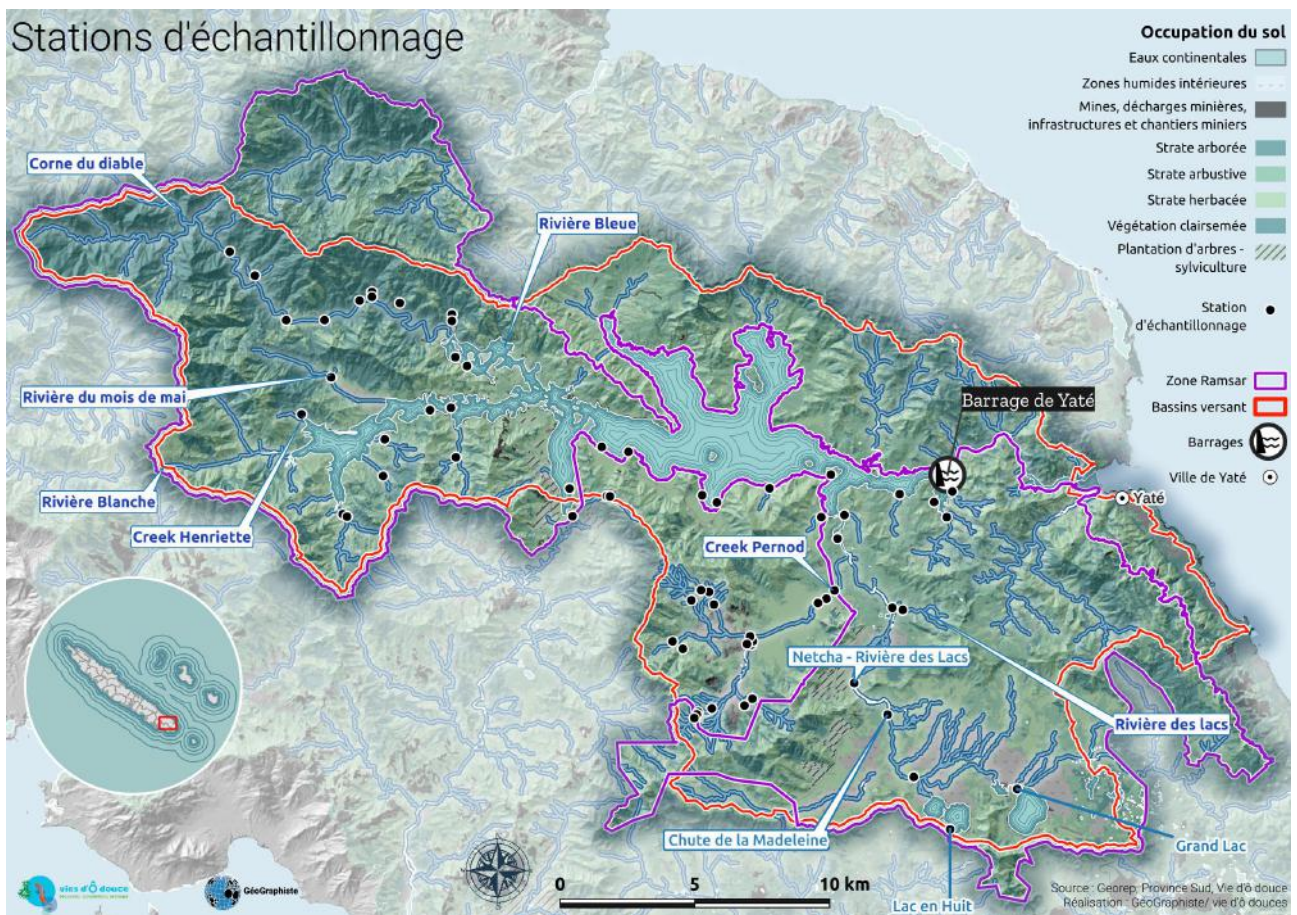 Stations d'échantillonnage
Occupation du sol
Eaux continentales
Zones humides intérieures
Mines, décharges minières,
infrastructures et chantiers miniers
Strate arborée
Strate arbustive
Strate herbacée
Végétation clairsemée
Plantation d'arbres -
sylviculture
Station
d'échantillonnage
Zone Ramsar
Bassins versant
Barrages
Ville de Yaté
Corne du diable
Rivière Bleue
Rivière du mois de mai
Barrage de Yaté
Rivière Blanche
Yaté
Creek Henriette
Creek Pernod
Netcha - Rivière des Lacs
Rivière des lacs
Chute de la Madeleine
Grand Lac
Lac en Huit
0 5 10 km
vies d'Ô douce
GéoGraphiste
Source : Georep, Province Sud, Vie d'ô douce
Réalisation : GéoGraphiste/ vie d'ô douces